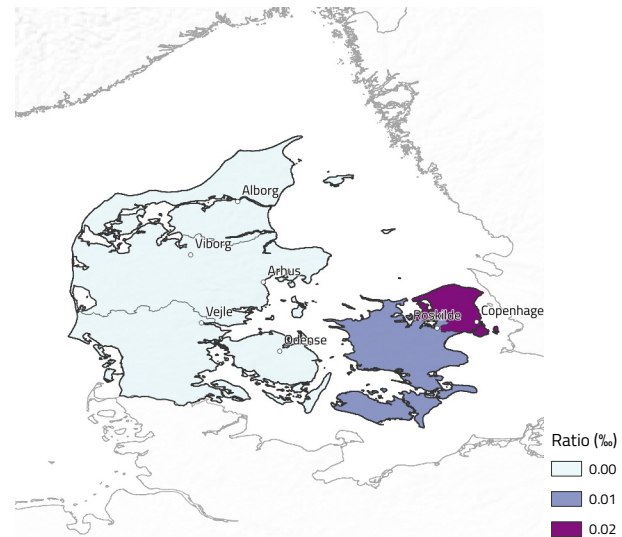 Alborg
Viborg
Arhus
Vejle
Odense
Roskilde
Copenhage
Ratio (‰)
0.00
0.01
0.02